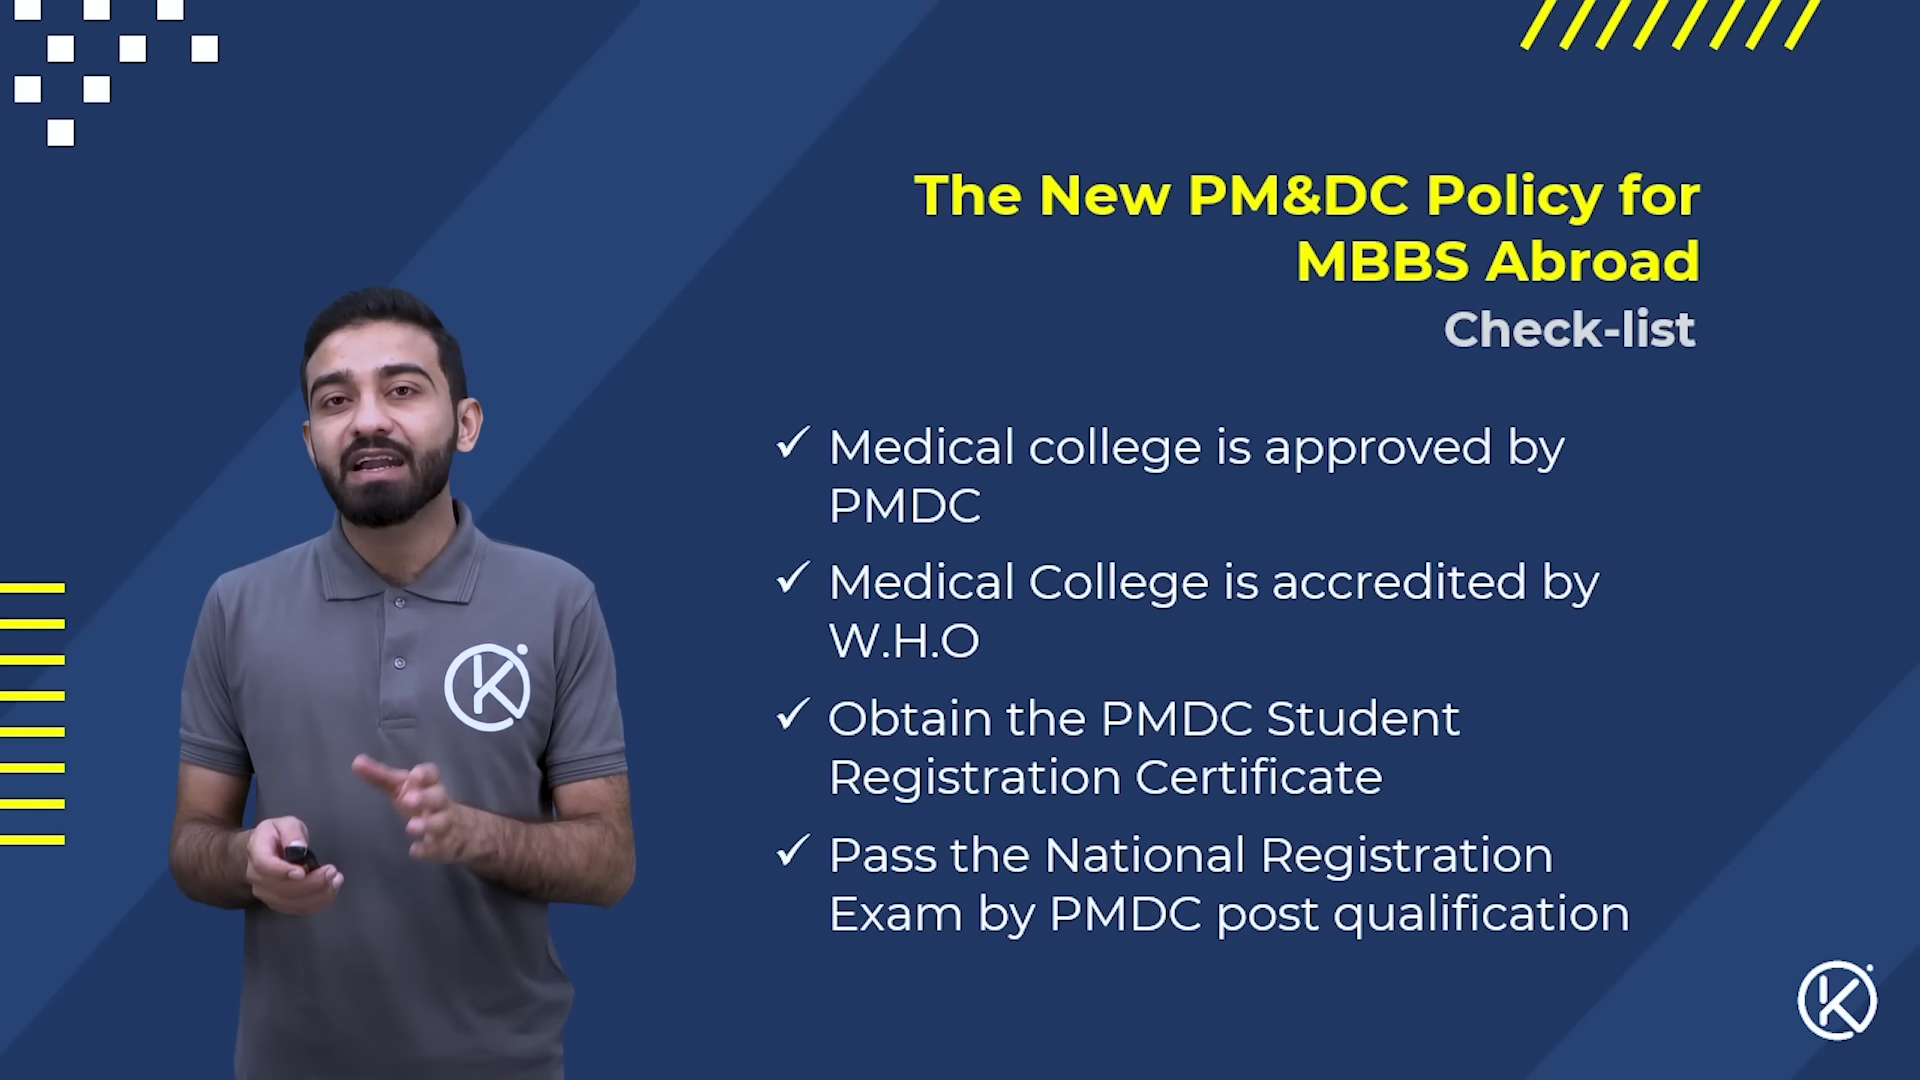 The New PM&DC Policy for
MBBS Abroad
Check-list
✓ Medical college is approved by
PMDC
✓ Medical College is accredited by
W.H.O
✓ Obtain the PMDC Student
Registration Certificate
✓ Pass the National Registration
Exam by PMDC post qualification
K
K